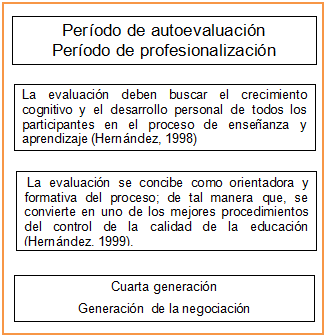 Período de autoevaluación
Período de profesionalización
La evaluación deben buscar el crecimiento
cognitivo y el desarrollo personal de todos los
participantes en el proceso de enseñanza y
aprendizaje (Hernández, 1998)
La evaluación se concibe como orientadora y
formativa del proceso; de tal manera que, se
convierte en uno de los mejores procedimientos
del control de la calidad de la educación
(Hernández. 1999).
Cuarta generación
Generación de la negociación